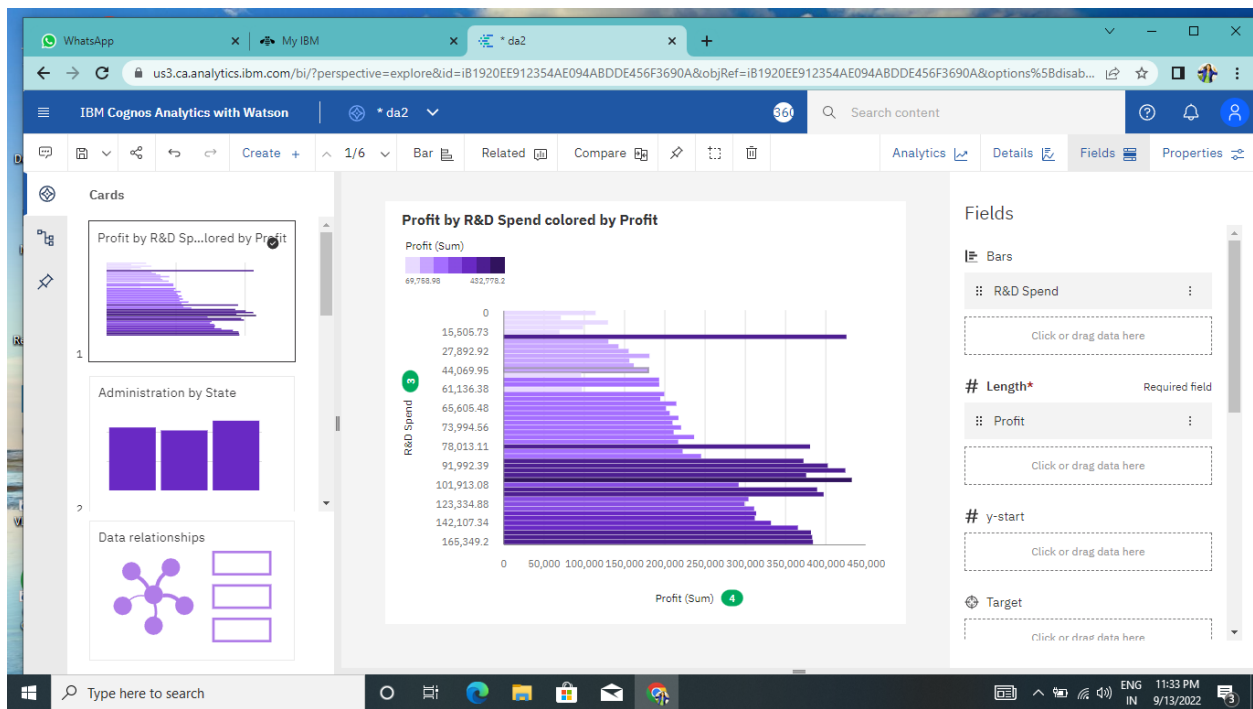 WhatsApp
My IBM
* da2
us3.ca.analytics.ibm.com/bi/?perspective=explore&id=iB1920EE912354AE094ABDDE456F3690A&objRef=iB1920EE912354AE094ABDDE456F3690A&options%5Bdisab...
IBM Cognos Analytics with Watson
* da2
360
Search content
Create +
1/6
Bar
Related
Compare
Analytics
Details
Fields
Properties
Cards
Profit by R&D Sp...lored by Profit
1
Administration by State
2
Data relationships
Profit by R&D Spend colored by Profit
Profit (Sum)
69,758.98 452,778.2
R&D Spend
3
0
15,505.73
27,892.92
44,069.95
61,136.38
65,605.48
73,994.56
78,013.11
91,992.39
101,913.08
123,334.88
142,107.34
165,349.2
0 50,000 100,000 150,000 200,000 250,000 300,000 350,000 400,000 450,000
Profit (Sum) 4
Fields
Bars
R&D Spend
Click or drag data here
# Length* Required field
Profit
Click or drag data here
# y-start
Click or drag data here
Target
Click or drag data here
Type here to search
ENG
IN
11:33 PM
9/13/2022
3